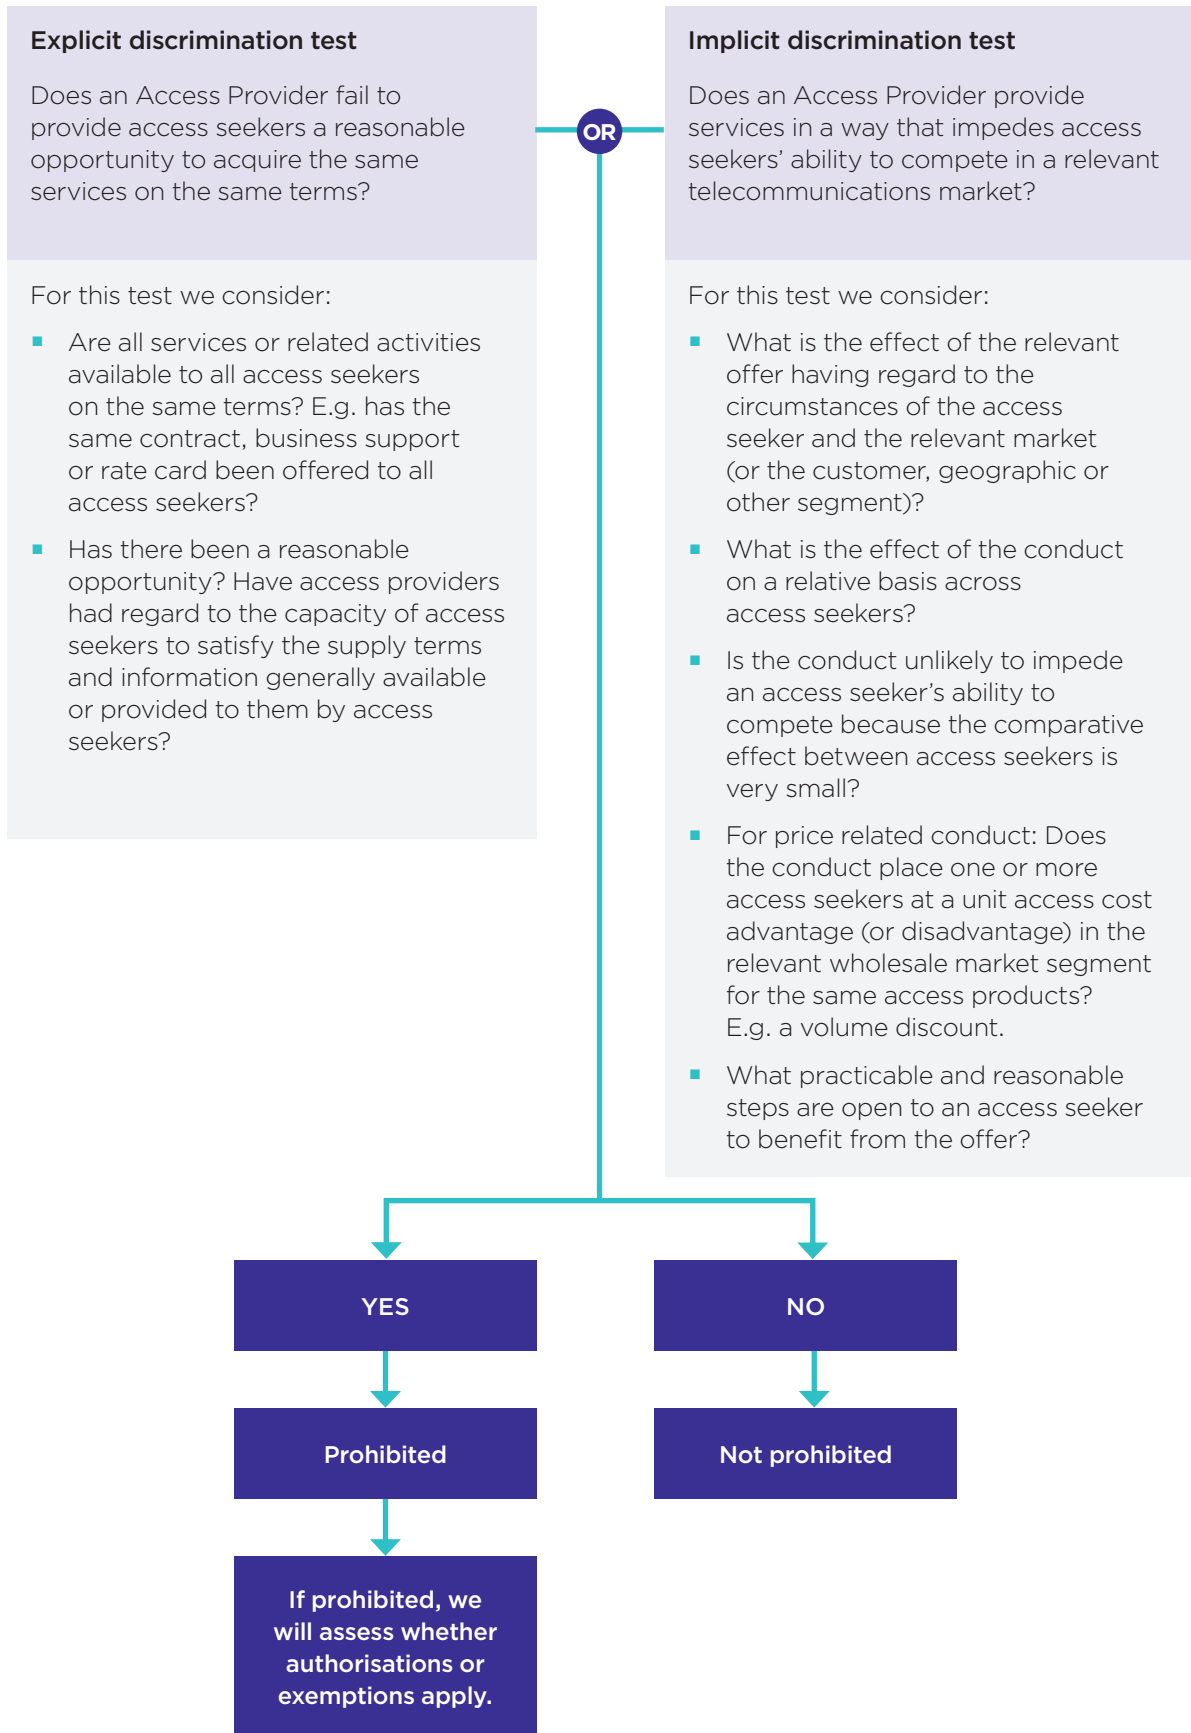 Explicit discrimination test
Does an Access Provider fail to
provide access seekers a reasonable
opportunity to acquire the same
services on the same terms?
For this test we consider:
▪ Are all services or related activities
available to all access seekers
on the same terms? E.g. has the
same contract, business support
or rate card been offered to all
access seekers?
▪ Has there been a reasonable
opportunity? Have access providers
had regard to the capacity of access
seekers to satisfy the supply terms
and information generally available
or provided to them by access
seekers?
OR
Implicit discrimination test
Does an Access Provider provide
services in a way that impedes access
seekers’ ability to compete in a relevant
telecommunications market?
For this test we consider:
▪ What is the effect of the relevant
offer having regard to the
circumstances of the access
seeker and the relevant market
(or the customer, geographic or
other segment)?
▪ What is the effect of the conduct
on a relative basis across
access seekers?
▪ Is the conduct unlikely to impede
an access seeker’s ability to
compete because the comparative
effect between access seekers is
very small?
▪ For price related conduct: Does
the conduct place one or more
access seekers at a unit access cost
advantage (or disadvantage) in the
relevant wholesale market segment
for the same access products?
E.g. a volume discount.
▪ What practicable and reasonable
steps are open to an access seeker
to benefit from the offer?
YES
NO
Prohibited
Not prohibited
If prohibited, we
will assess whether
authorisations or
exemptions apply.